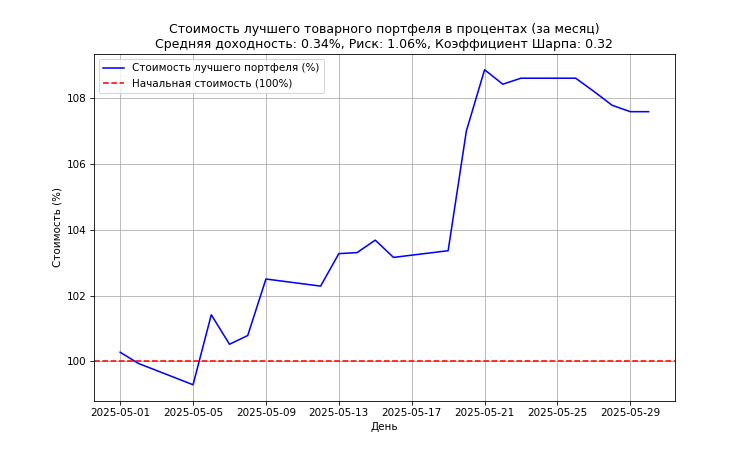 Стоимость лучшего товарного портфеля в процентах (за месяц)
Средняя доходность: 0.34%, Риск: 1.06%, Коэффициент Шарпа: 0.32
Стоимость лучшего портфеля (%)
Начальная стоимость (100%)
Стоимость (%)
108
106
104
102
100
2025-05-01 2025-05-05 2025-05-09 2025-05-13 2025-05-17 2025-05-21 2025-05-25 2025-05-29
День